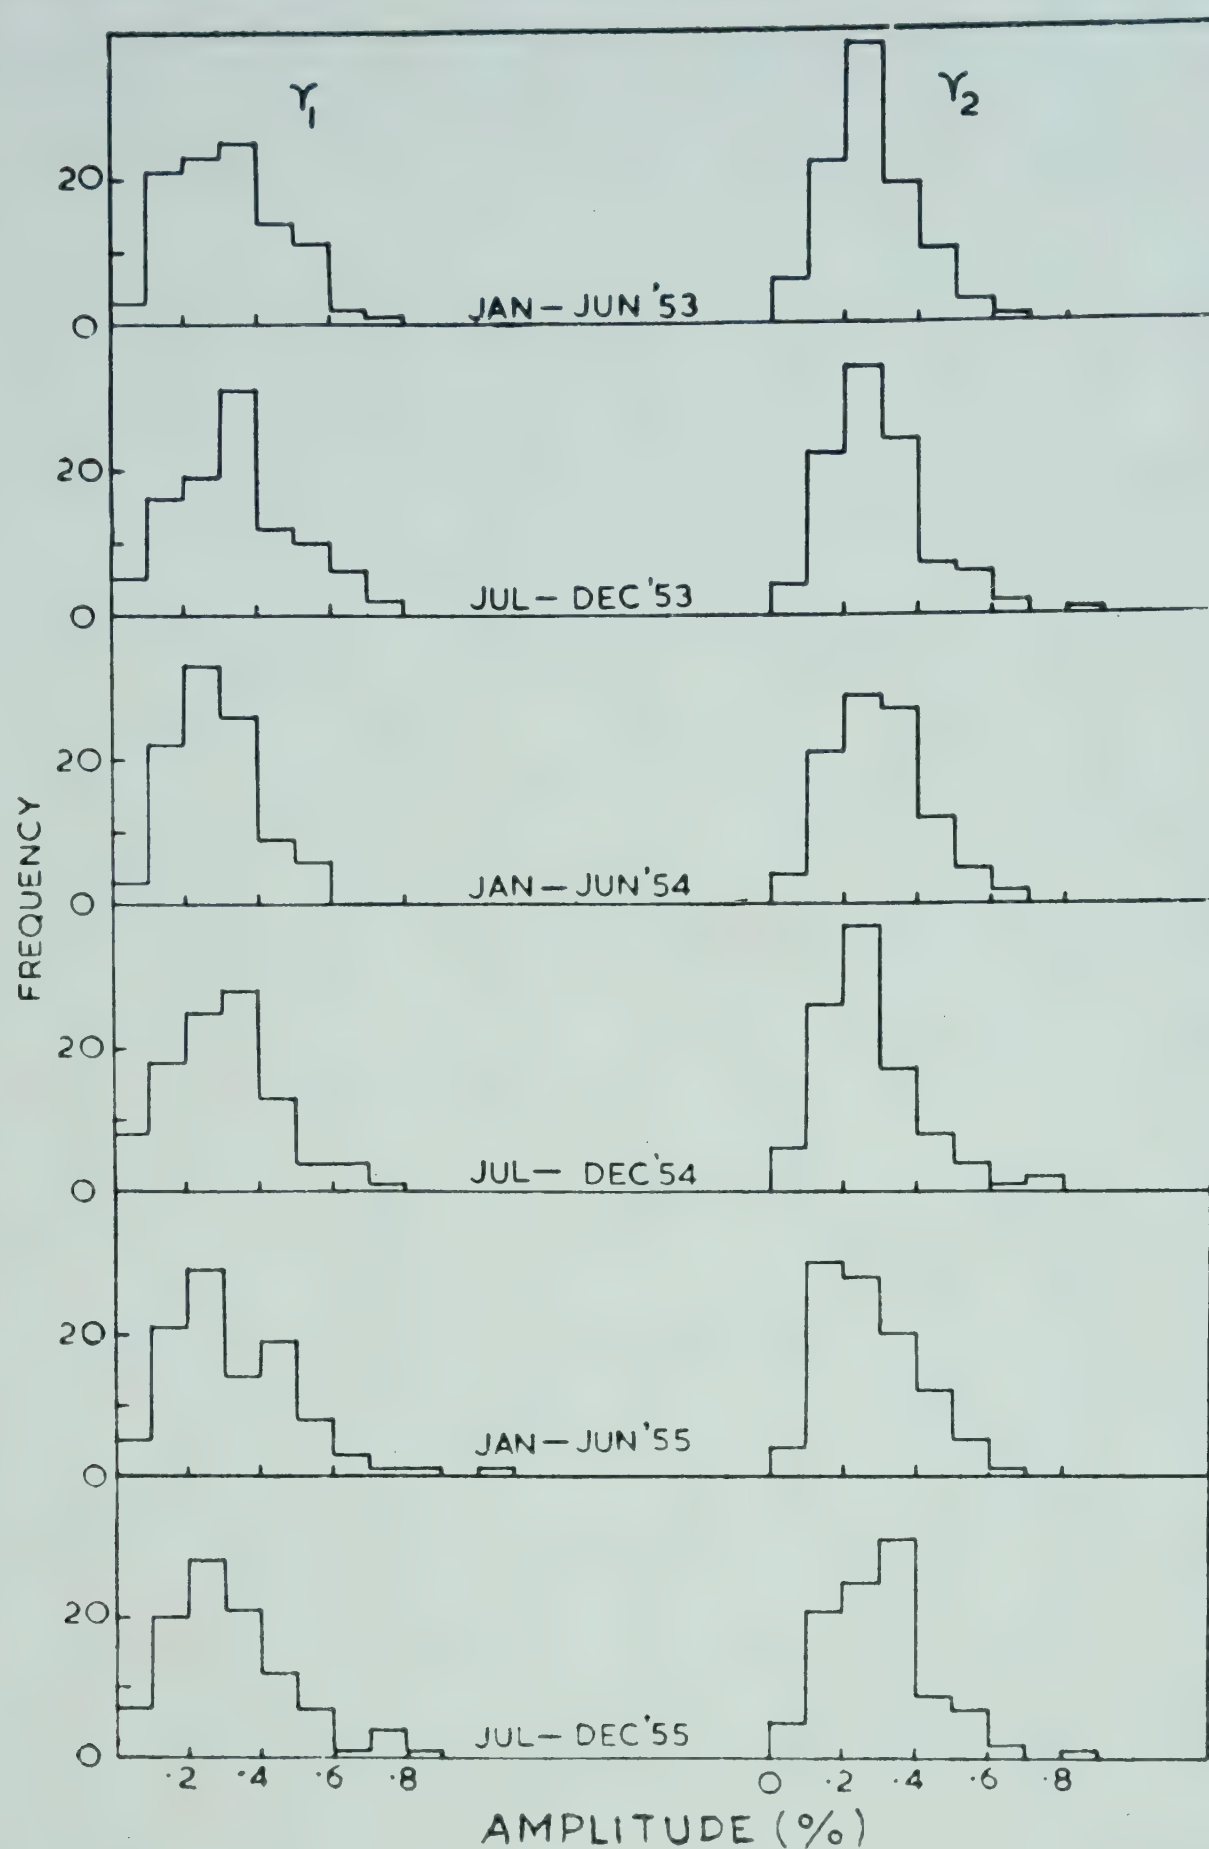 γ₁ γ₂
20
0
JAN–JUN '53
20
0
JUL–DEC '53
20
0
JAN–JUN '54
20
0
JUL–DEC '54
20
0
JAN–JUN '55
20
0
JUL–DEC '55
FREQUENCY
·2 ·4 ·6 ·8 0 ·2 ·4 ·6 ·8
AMPLITUDE (%)